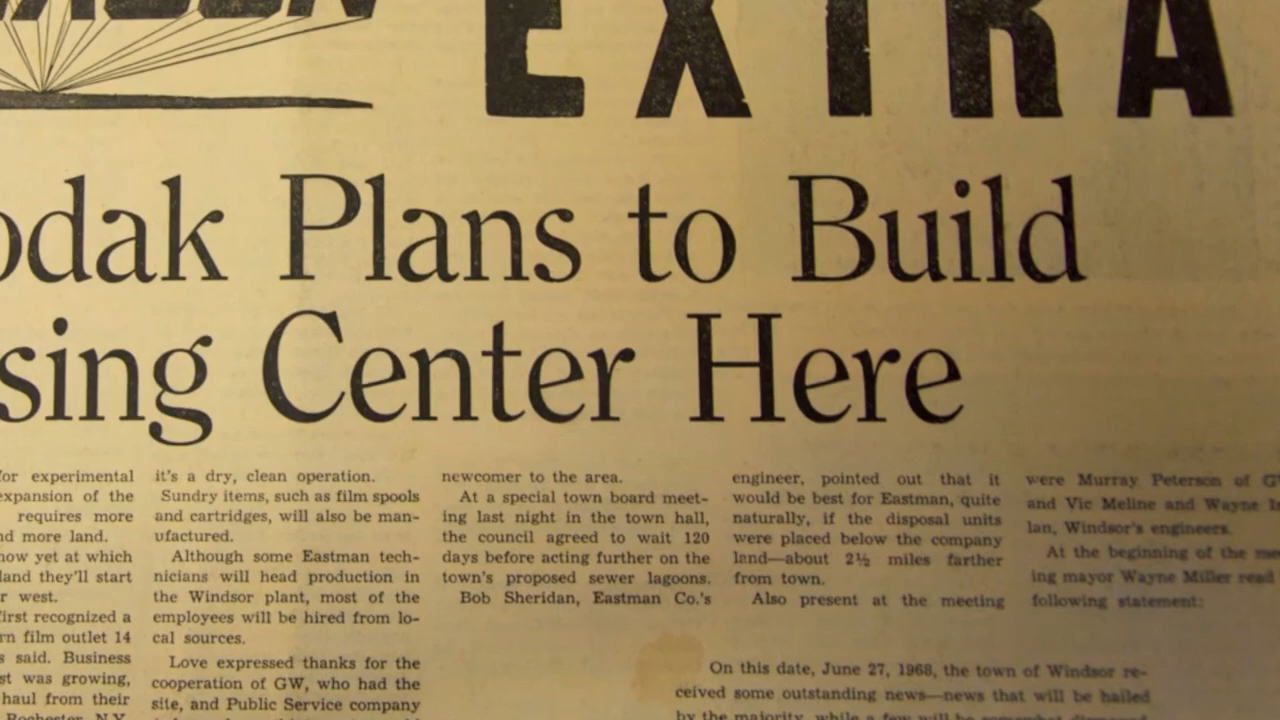 EXTRA
odak Plans to Build
sing Center Here
for experimental
expansion of the
requires more
nd more land.
now yet at which
land they'll start
r west.
first recognized a
rn film outlet 14
s said. Business
st was growing,
haul from their
Rochester, N.Y.
it's a dry, clean operation.
Sundry items, such as film spools
and cartridges, will also be man-
ufactured.
Although some Eastman tech-
nicians will head production in
the Windsor plant, most of the
employees will be hired from lo-
cal sources.
Love expressed thanks for the
cooperation of GW, who had the
site, and Public Service company
newcomer to the area.
At a special town board meet-
ing last night in the town hall,
the council agreed to wait 120
days before acting further on the
town's proposed sewer lagoons.
Bob Sheridan, Eastman Co.'s
engineer, pointed out that it
would be best for Eastman, quite
naturally, if the disposal units
were placed below the company
land—about 2½ miles farther
from town.
Also present at the meeting
were Murray Peterson of GW
and Vic Meline and Wayne
lan, Windsor's engineers.
At the beginning of the
ing mayor Wayne Miller read
following statement:
On this date, June 27, 1968, the town of Windsor re-
ceived some outstanding news—news that will be hailed
by the majority, while a few will be somewhat